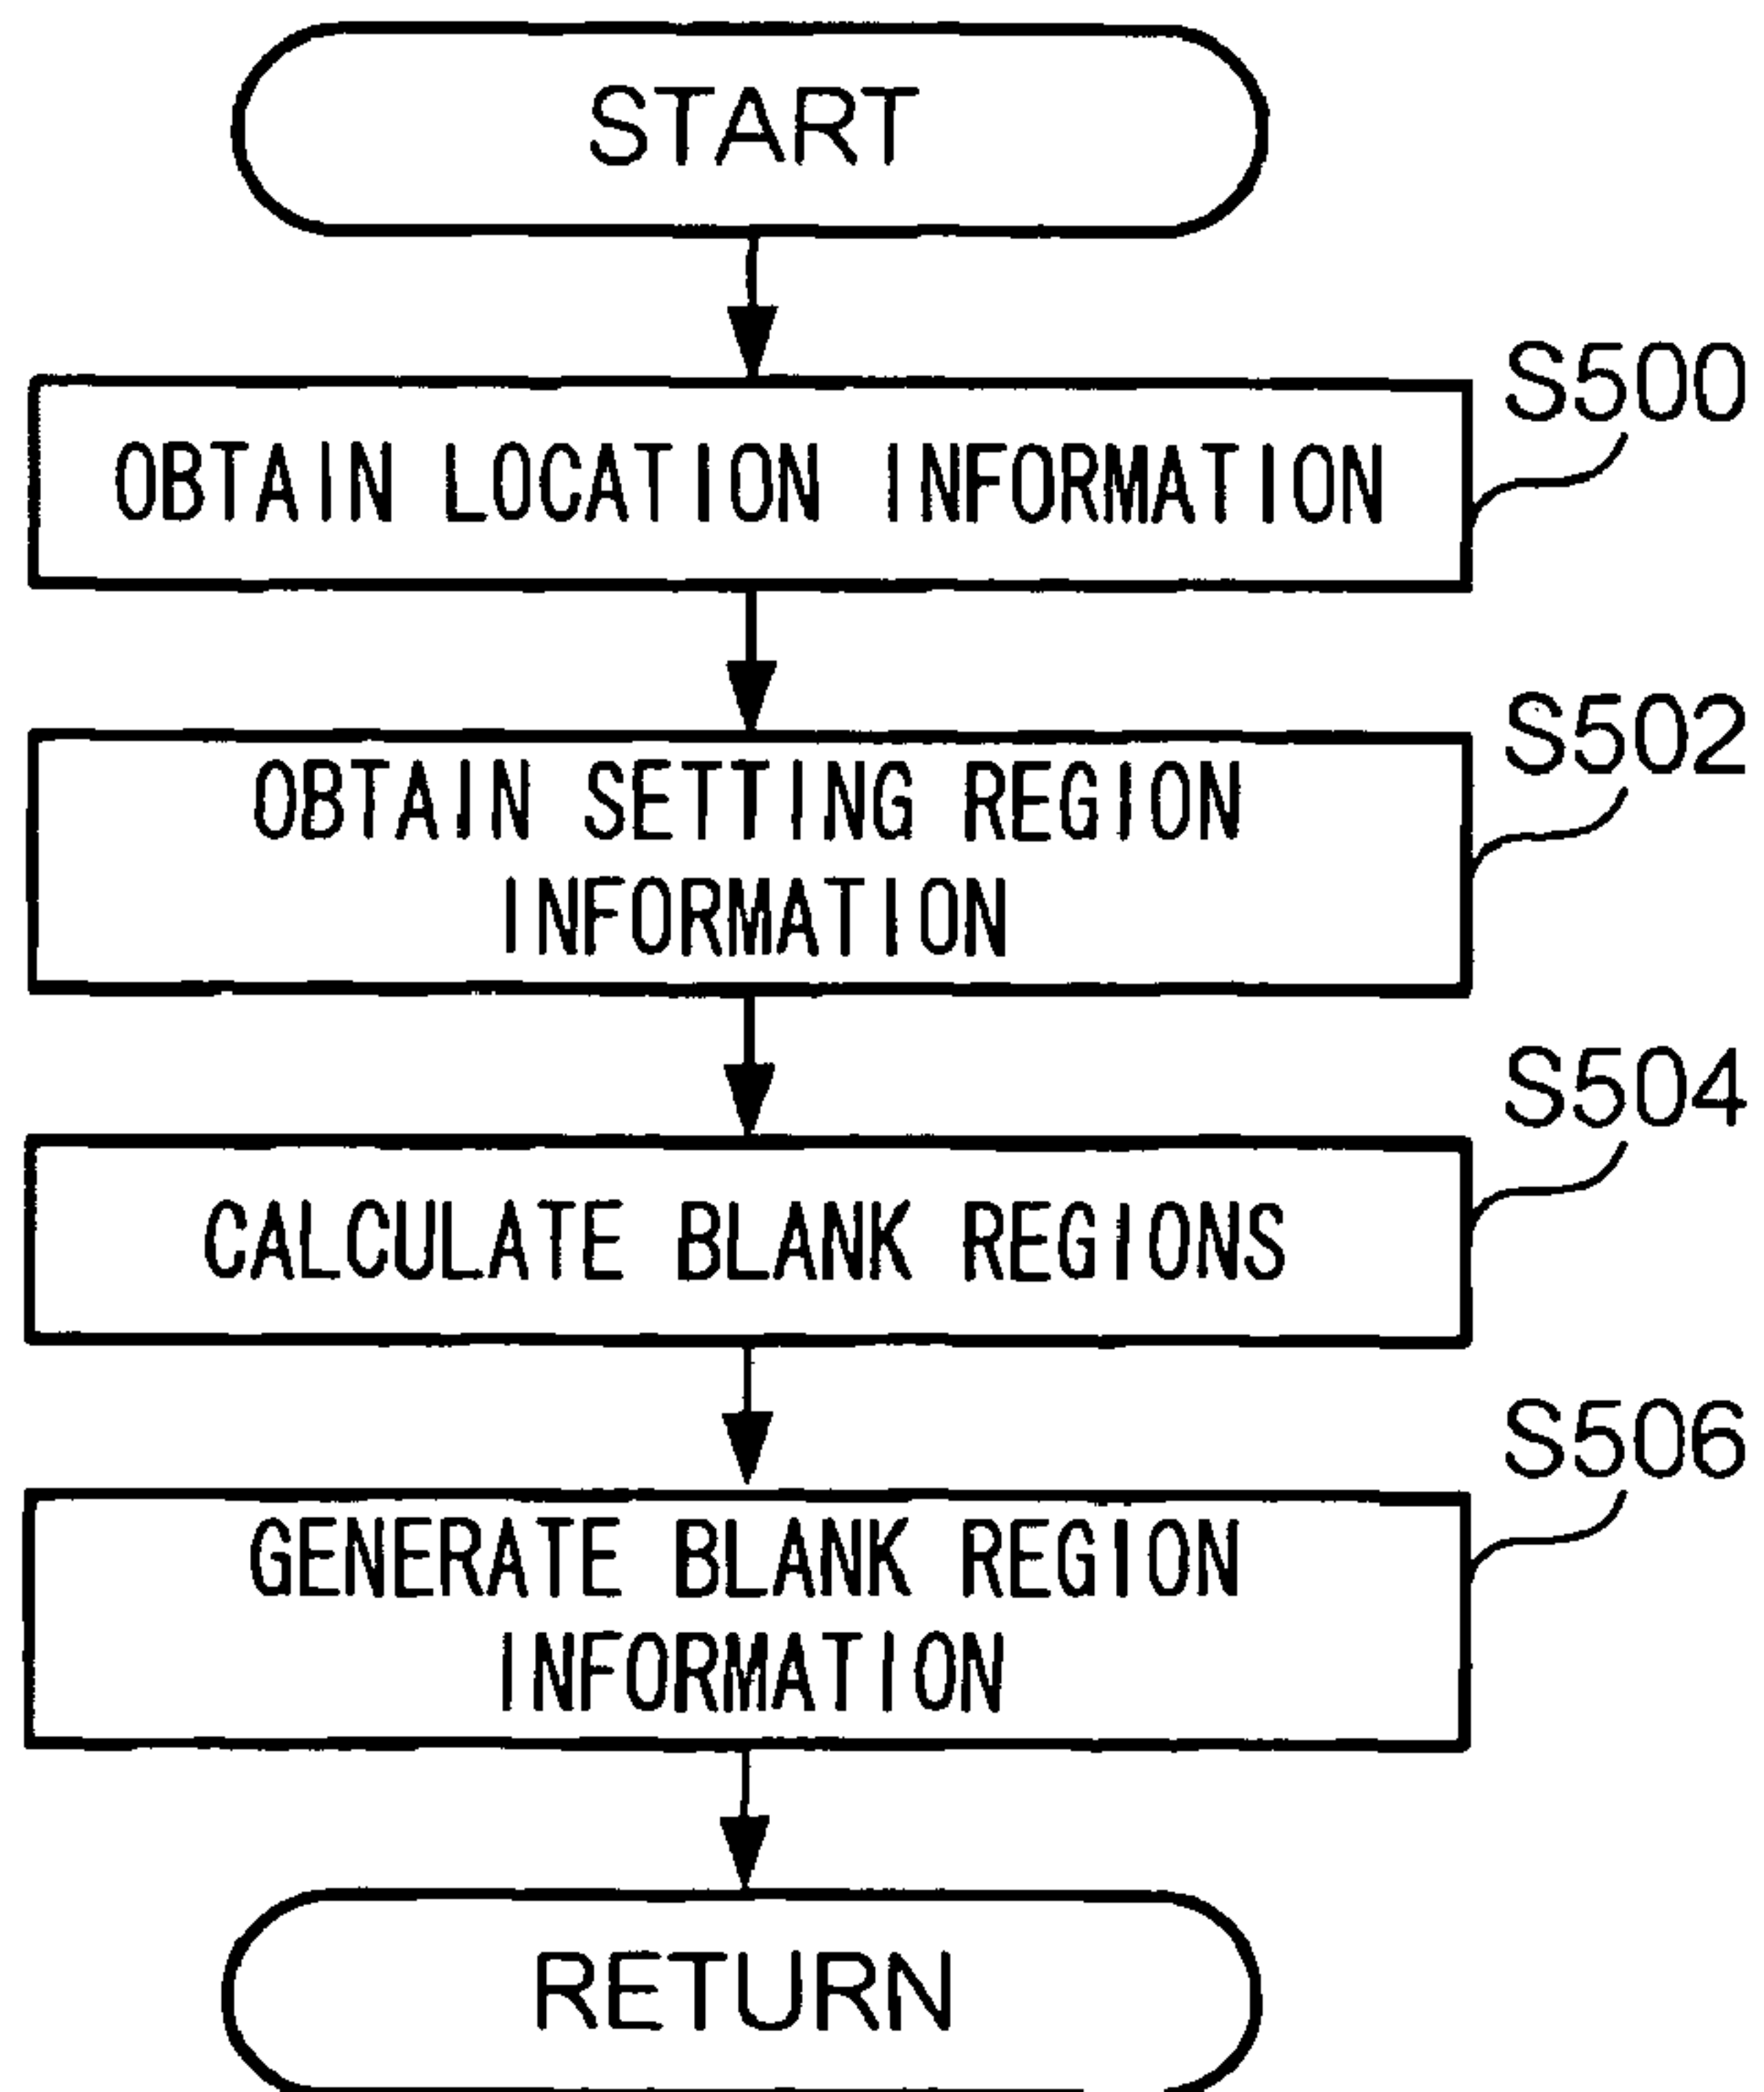 START
S500
OBTAIN LOCATION INFORMATION
S502
OBTAIN SETTING REGION
INFORMATION
S504
CALCULATE BLANK REGIONS
S506
GENERATE BLANK REGION
INFORMATION
RETURN